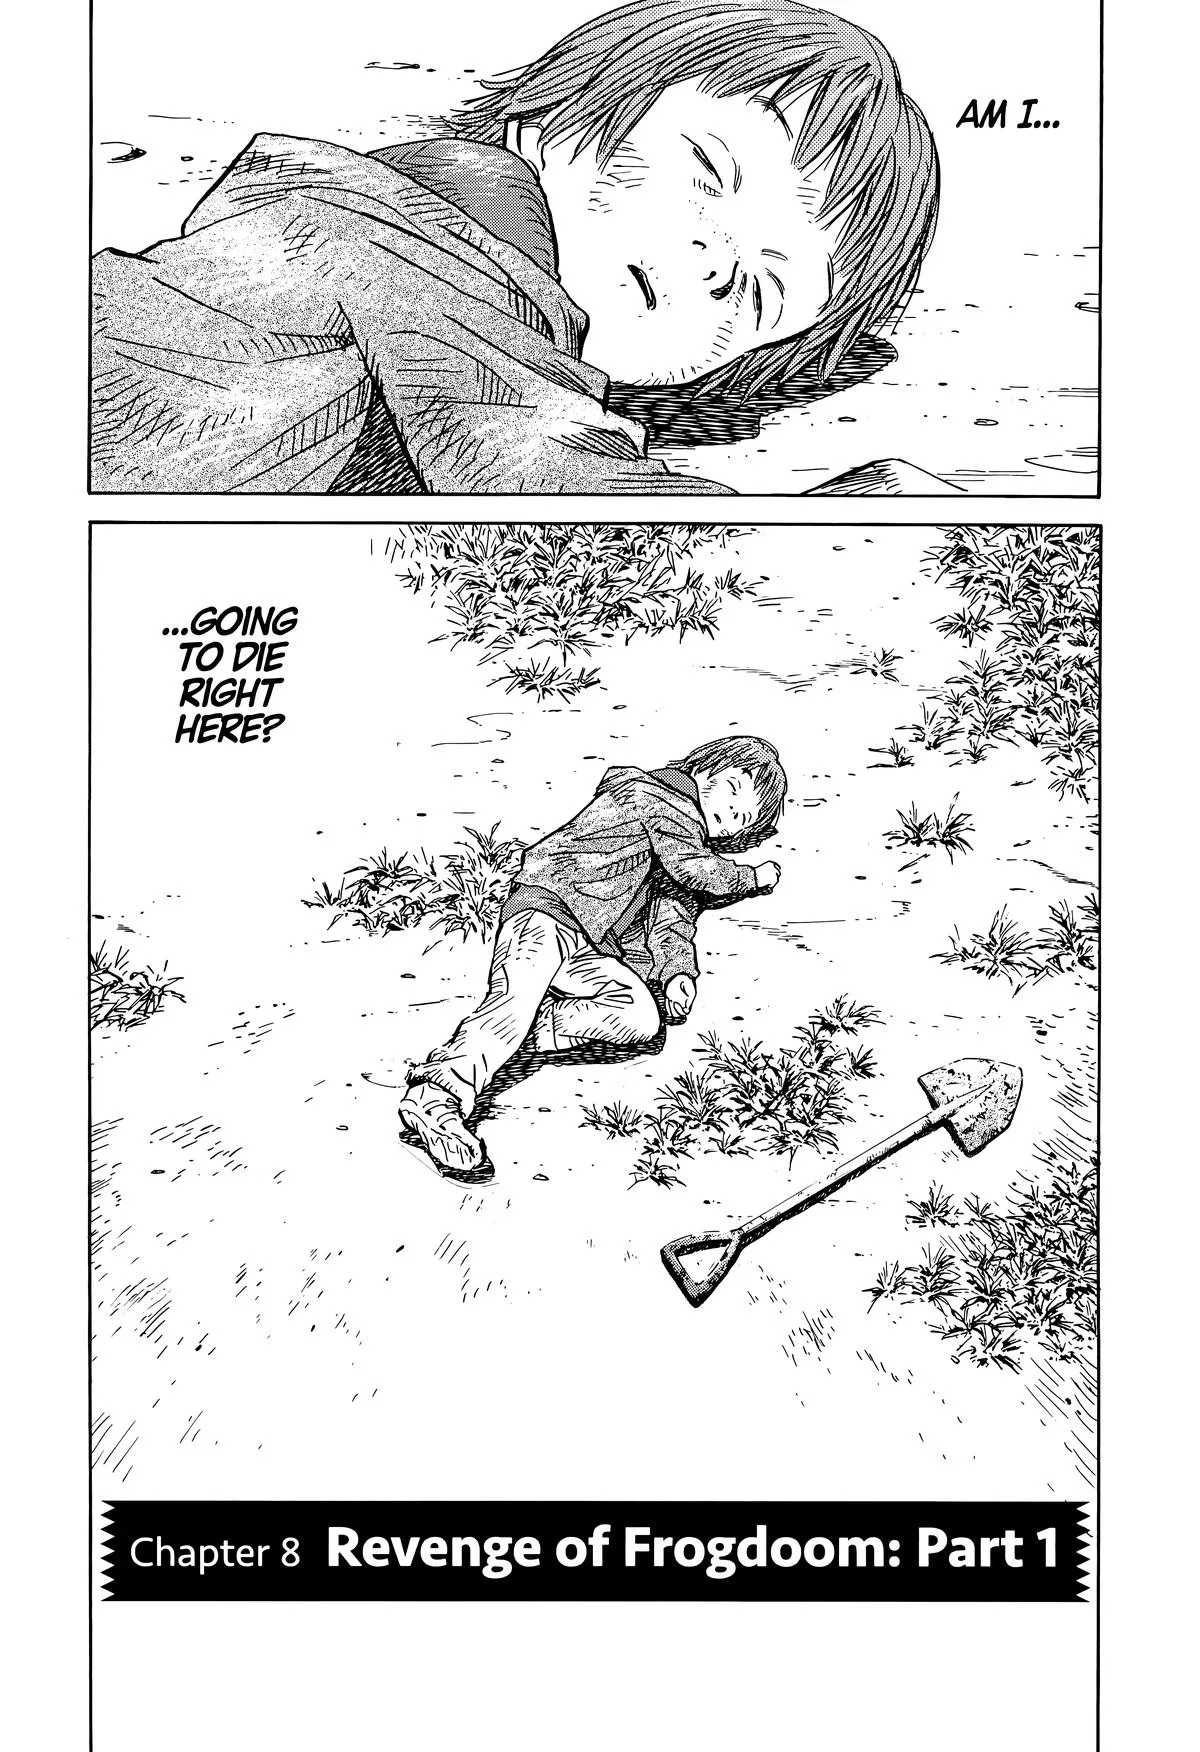 AM I...
...GOING
TO DIE
RIGHT
HERE?
Chapter 8 Revenge of Frogdoom: Part 1